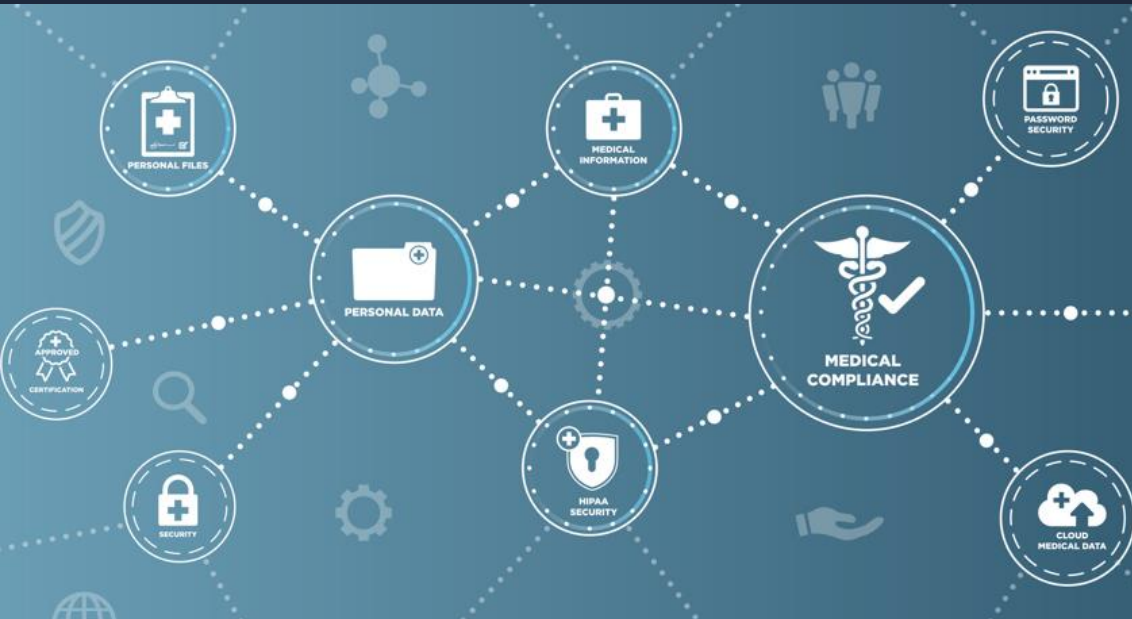 PERSONAL FILES
MEDICAL
INFORMATION
PASSWORD
SECURITY
PERSONAL DATA
APPROVED
CERTIFICATION
MEDICAL
COMPLIANCE
SECURITY
HIPAA
SECURITY
CLOUD
MEDICAL DATA